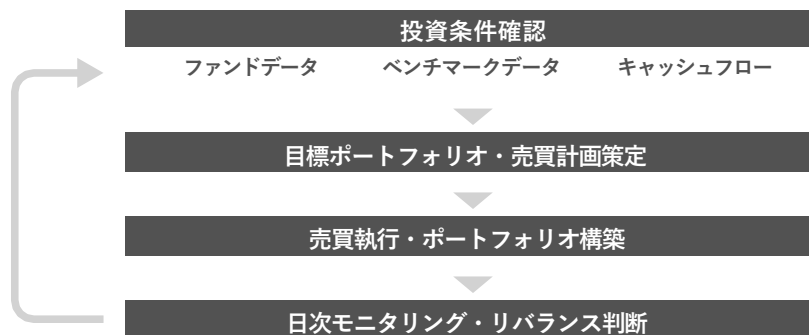 投資条件確認
ファンドデータ ベンチマークデータ キャッシュフロー
目標ポートフォリオ・売買計画策定
売買執行・ポートフォリオ構築
日次モニタリング・リバランス判断